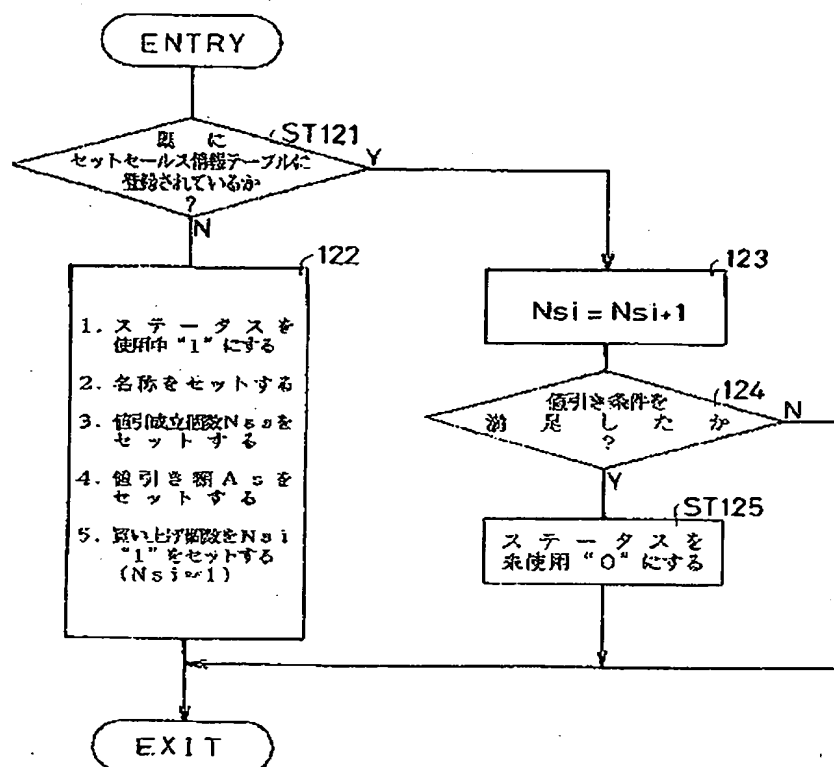 ENTRY
ST121
既に
セットセールス情報テーブルに
登録されているか
?
Y
N
122
1. ステータスを
使用中 "1" にする
2. 名称をセットする
3. 値引成立個数Nssを
セットする
4. 値引き額Asを
セットする
5. 買い上げ個数をNsi
"1" をセットする
(Nsi=1)
123
Nsi = Nsi+1
124
値引き条件を
満足したか
?
N
Y
ST125
ステータスを
未使用 "0" にする
EXIT